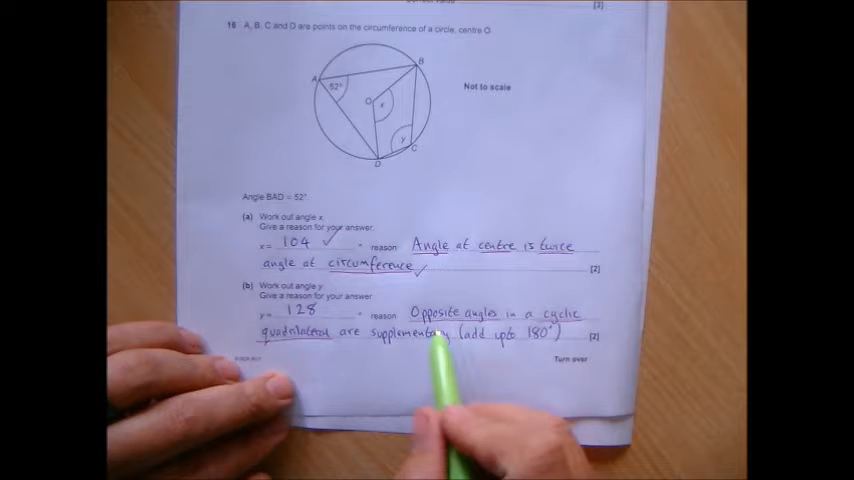 [2]
16 A, B, C and D are points on the circumference of a circle, centre O.
B
A
52°
Not to scale
O
x
y
C
D
Angle BAD = 52°.
(a) Work out angle x.
Give a reason for your answer.
x = 104 ° reason Angle at centre is twice
angle at circumference [2]
(b) Work out angle y.
Give a reason for your answer.
y = 128 ° reason Opposite angles in a cyclic
quadrilateral are supplementary (add upto 180°) [2]
Turn over